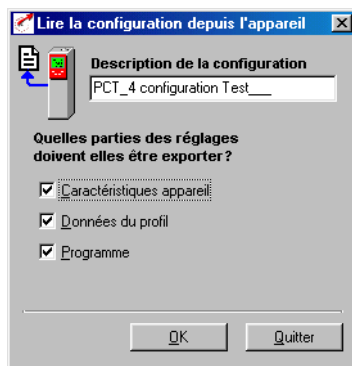 Lire la configuration depuis l'appareil
Description de la configuration
PCT_4 configuration Test___
Quelles parties des réglages
doivent elles être exporter?
Caractéristiques appareil
Données du profil
Programme
OK
Quitter